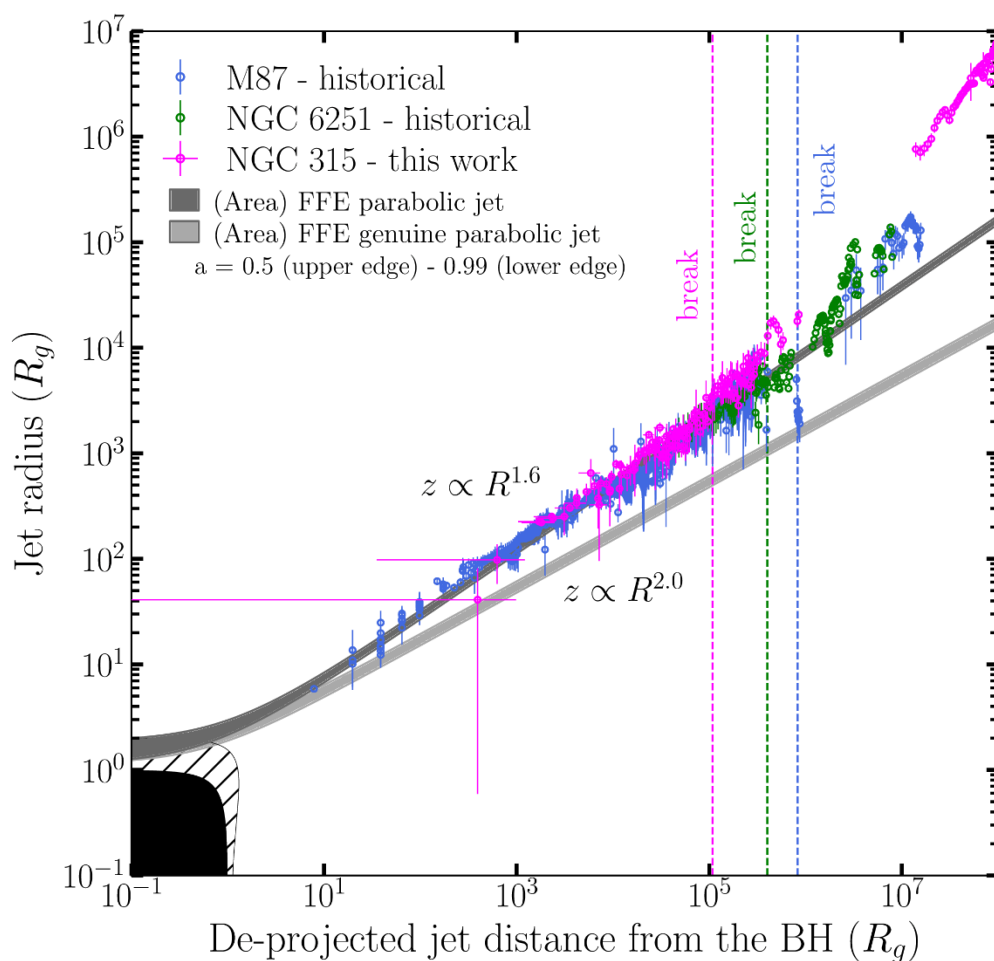 10^7
10^6
10^5
10^4
10^3
10^2
10^1
10^0
10^{-1}
Jet radius (R_g)
M87 - historical
NGC 6251 - historical
NGC 315 - this work
(Area) FFE parabolic jet
(Area) FFE genuine parabolic jet
a = 0.5 (upper edge) - 0.99 (lower edge)
break
break
break
z ∝ R^{1.6}
z ∝ R^{2.0}
10^{-1} 10^1 10^3 10^5 10^7
De-projected jet distance from the BH (R_g)